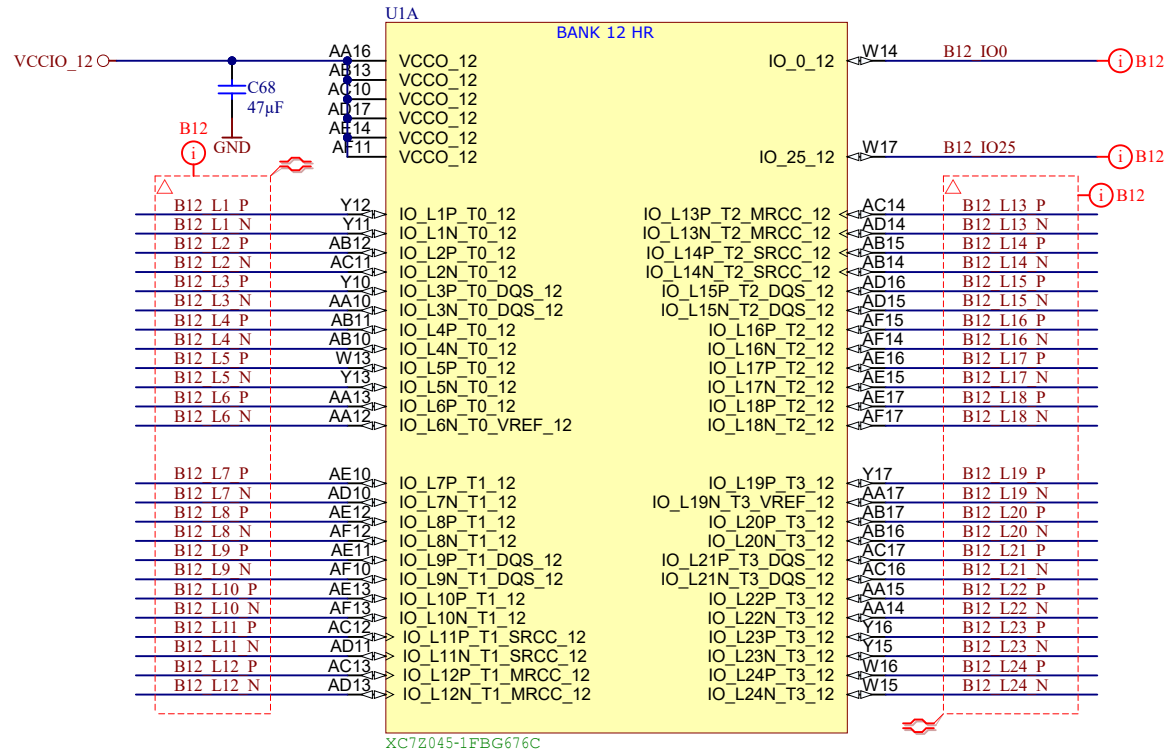 U1A
BANK 12 HR
VCCIO_12
C68
47µF
GND
B12
AA16 VCCO_12
AB13 VCCO_12
AC10 VCCO_12
AD17 VCCO_12
AE14 VCCO_12
AF11 VCCO_12
IO_0_12 W14 B12_IO0 i B12
IO_25_12 W17 B12_IO25 i B12
i
i B12
B12_L1_P Y12 IO_L1P_T0_12
B12_L1_N Y11 IO_L1N_T0_12
B12_L2_P AB12 IO_L2P_T0_12
B12_L2_N AC11 IO_L2N_T0_12
B12_L3_P Y10 IO_L3P_T0_DQS_12
B12_L3_N AA10 IO_L3N_T0_DQS_12
B12_L4_P AB11 IO_L4P_T0_12
B12_L4_N AB10 IO_L4N_T0_12
B12_L5_P W13 IO_L5P_T0_12
B12_L5_N Y13 IO_L5N_T0_12
B12_L6_P AA13 IO_L6P_T0_12
B12_L6_N AA12 IO_L6N_T0_VREF_12
B12_L7_P AE10 IO_L7P_T1_12
B12_L7_N AD10 IO_L7N_T1_12
B12_L8_P AE12 IO_L8P_T1_12
B12_L8_N AF12 IO_L8N_T1_12
B12_L9_P AE11 IO_L9P_T1_DQS_12
B12_L9_N AF10 IO_L9N_T1_DQS_12
B12_L10_P AE13 IO_L10P_T1_12
B12_L10_N AF13 IO_L10N_T1_12
B12_L11_P AC12 IO_L11P_T1_SRCC_12
B12_L11_N AD11 IO_L11N_T1_SRCC_12
B12_L12_P AC13 IO_L12P_T1_MRCC_12
B12_L12_N AD13 IO_L12N_T1_MRCC_12
IO_L13P_T2_MRCC_12 AC14 B12_L13_P
IO_L13N_T2_MRCC_12 AD14 B12_L13_N
IO_L14P_T2_SRCC_12 AB15 B12_L14_P
IO_L14N_T2_SRCC_12 AB14 B12_L14_N
IO_L15P_T2_DQS_12 AD16 B12_L15_P
IO_L15N_T2_DQS_12 AD15 B12_L15_N
IO_L16P_T2_12 AF15 B12_L16_P
IO_L16N_T2_12 AF14 B12_L16_N
IO_L17P_T2_12 AE16 B12_L17_P
IO_L17N_T2_12 AE15 B12_L17_N
IO_L18P_T2_12 AE17 B12_L18_P
IO_L18N_T2_12 AF17 B12_L18_N
IO_L19P_T3_12 Y17 B12_L19_P
IO_L19N_T3_VREF_12 AA17 B12_L19_N
IO_L20P_T3_12 AB17 B12_L20_P
IO_L20N_T3_12 AB16 B12_L20_N
IO_L21P_T3_DQS_12 AC17 B12_L21_P
IO_L21N_T3_DQS_12 AC16 B12_L21_N
IO_L22P_T3_12 AA15 B12_L22_P
IO_L22N_T3_12 AA14 B12_L22_N
IO_L23P_T3_12 Y16 B12_L23_P
IO_L23N_T3_12 Y15 B12_L23_N
IO_L24P_T3_12 W16 B12_L24_P
IO_L24N_T3_12 W15 B12_L24_N
XC7Z045-1FBG676C